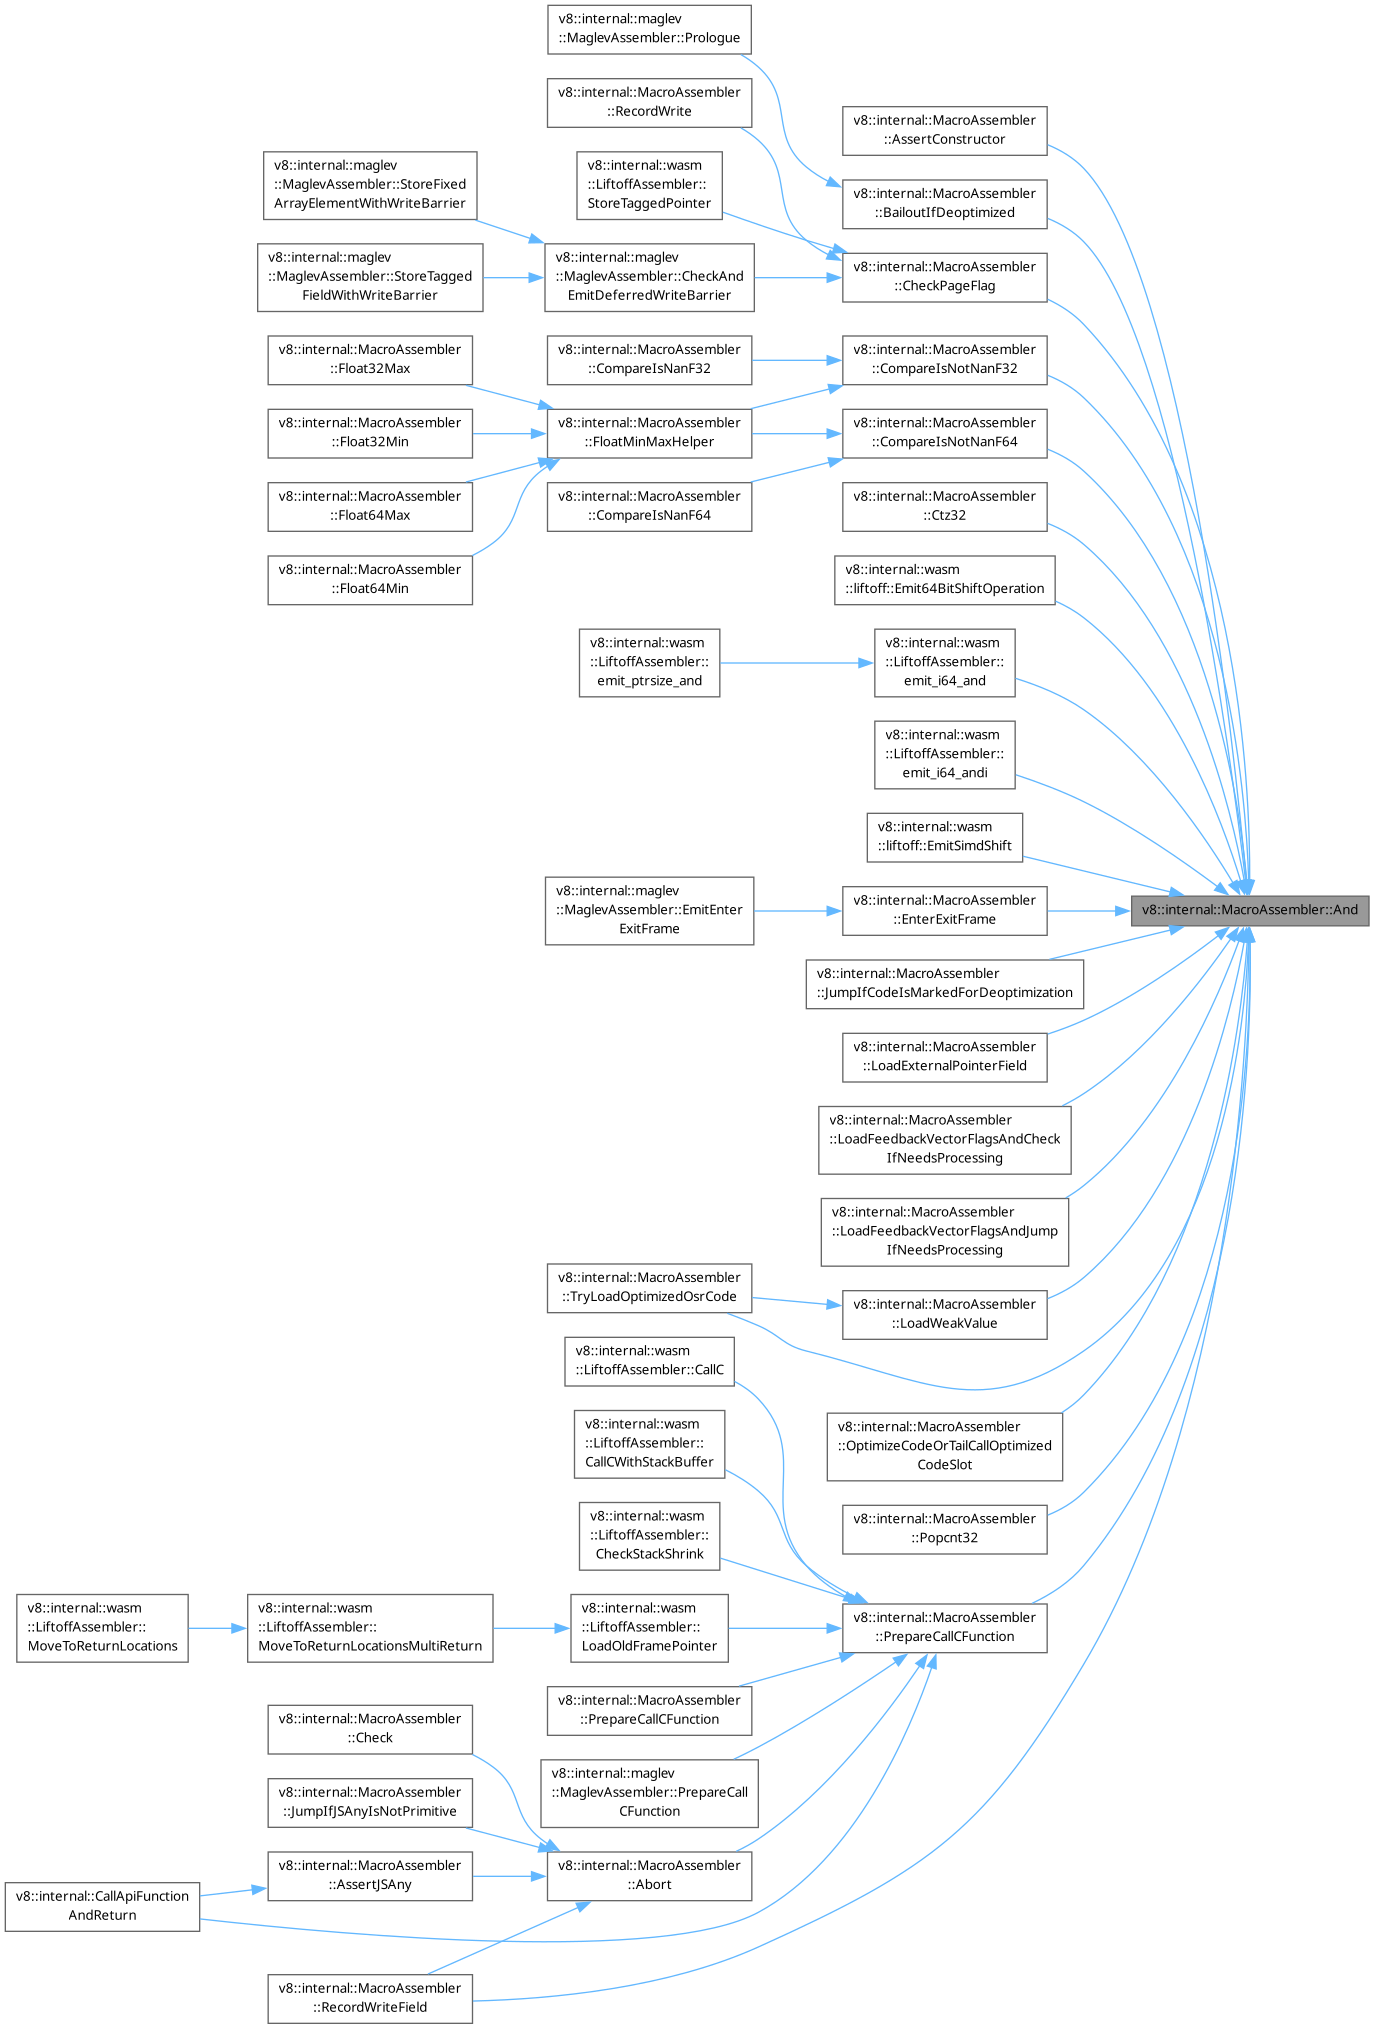 v8::internal::maglev
::MaglevAssembler::Prologue
v8::internal::MacroAssembler
::RecordWrite
v8::internal::MacroAssembler
::AssertConstructor
v8::internal::maglev
::MaglevAssembler::StoreFixed
ArrayElementWithWriteBarrier
v8::internal::wasm
::LiftoffAssembler::
StoreTaggedPointer
v8::internal::MacroAssembler
::BailoutIfDeoptimized
v8::internal::maglev
::MaglevAssembler::StoreTagged
FieldWithWriteBarrier
v8::internal::maglev
::MaglevAssembler::CheckAnd
EmitDeferredWriteBarrier
v8::internal::MacroAssembler
::CheckPageFlag
v8::internal::MacroAssembler
::Float32Max
v8::internal::MacroAssembler
::CompareIsNanF32
v8::internal::MacroAssembler
::CompareIsNotNanF32
v8::internal::MacroAssembler
::Float32Min
v8::internal::MacroAssembler
::FloatMinMaxHelper
v8::internal::MacroAssembler
::CompareIsNotNanF64
v8::internal::MacroAssembler
::Float64Max
v8::internal::MacroAssembler
::CompareIsNanF64
v8::internal::MacroAssembler
::Ctz32
v8::internal::MacroAssembler
::Float64Min
v8::internal::wasm
::liftoff::Emit64BitShiftOperation
v8::internal::wasm
::LiftoffAssembler::
emit_ptrsize_and
v8::internal::wasm
::LiftoffAssembler::
emit_i64_and
v8::internal::wasm
::LiftoffAssembler::
emit_i64_andi
v8::internal::wasm
::liftoff::EmitSimdShift
v8::internal::maglev
::MaglevAssembler::EmitEnter
ExitFrame
v8::internal::MacroAssembler
::EnterExitFrame
v8::internal::MacroAssembler::And
v8::internal::MacroAssembler
::JumpIfCodeIsMarkedForDeoptimization
v8::internal::MacroAssembler
::LoadExternalPointerField
v8::internal::MacroAssembler
::LoadFeedbackVectorFlagsAndCheck
IfNeedsProcessing
v8::internal::MacroAssembler
::LoadFeedbackVectorFlagsAndJump
IfNeedsProcessing
v8::internal::MacroAssembler
::TryLoadOptimizedOsrCode
v8::internal::MacroAssembler
::LoadWeakValue
v8::internal::wasm
::LiftoffAssembler::CallC
v8::internal::wasm
::LiftoffAssembler::
CallCWithStackBuffer
v8::internal::MacroAssembler
::OptimizeCodeOrTailCallOptimized
CodeSlot
v8::internal::wasm
::LiftoffAssembler::
CheckStackShrink
v8::internal::MacroAssembler
::Popcnt32
v8::internal::wasm
::LiftoffAssembler::
MoveToReturnLocations
v8::internal::wasm
::LiftoffAssembler::
MoveToReturnLocationsMultiReturn
v8::internal::wasm
::LiftoffAssembler::
LoadOldFramePointer
v8::internal::MacroAssembler
::PrepareCallCFunction
v8::internal::MacroAssembler
::PrepareCallCFunction
v8::internal::MacroAssembler
::Check
v8::internal::maglev
::MaglevAssembler::PrepareCall
CFunction
v8::internal::MacroAssembler
::JumpIfJSAnyIsNotPrimitive
v8::internal::MacroAssembler
::AssertJSAny
v8::internal::MacroAssembler
::Abort
v8::internal::CallApiFunction
AndReturn
v8::internal::MacroAssembler
::RecordWriteField